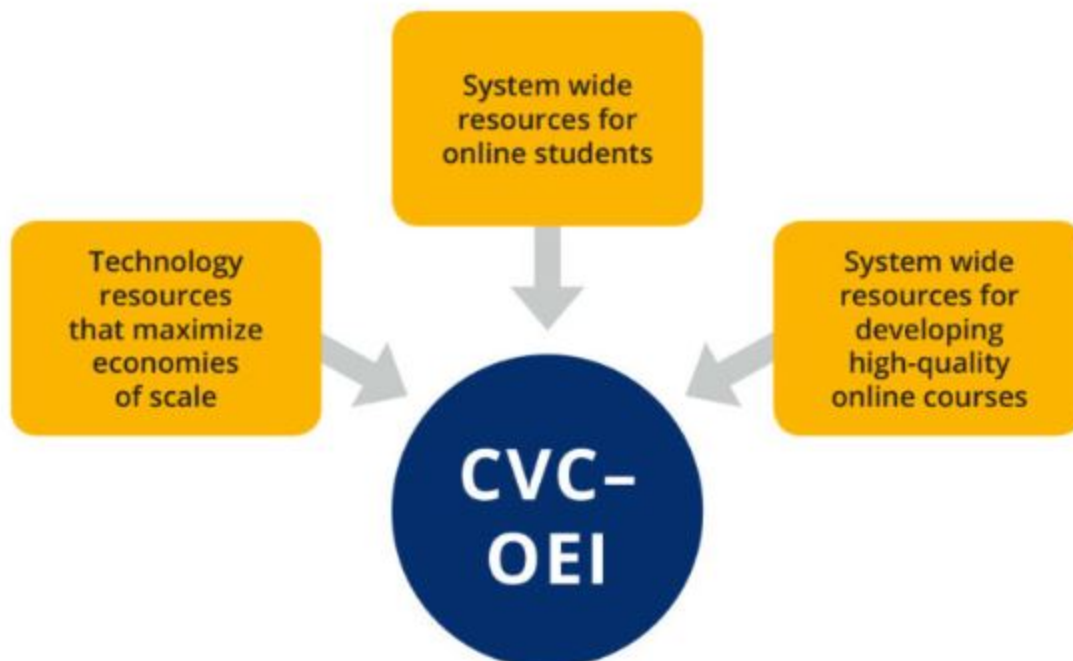 System wide
resources for
online students
Technology
resources
that maximize
economies
of scale
System wide
resources for
developing
high-quality
online courses
CVC–
OEI